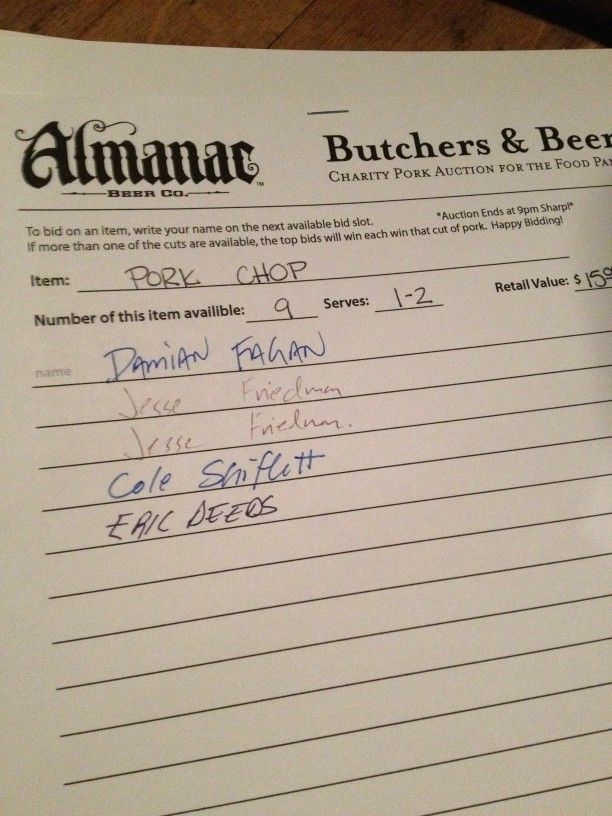 Almanac
BEER CO.™
Butchers & Beer
CHARITY PORK AUCTION FOR THE FOOD PAN
To bid on an item, write your name on the next available bid slot.
*Auction Ends at 9pm Sharp!*
If more than one of the cuts are available, the top bids will win each win that cut of pork. Happy Bidding!
Item: PORK CHOP
Number of this item availible: 9 Serves: 1-2 Retail Value: $ 15
name DAMIAN FAGAN
Jesse Friedman
Jesse Friedman.
Cole Shiflett
ERIC DEEDS